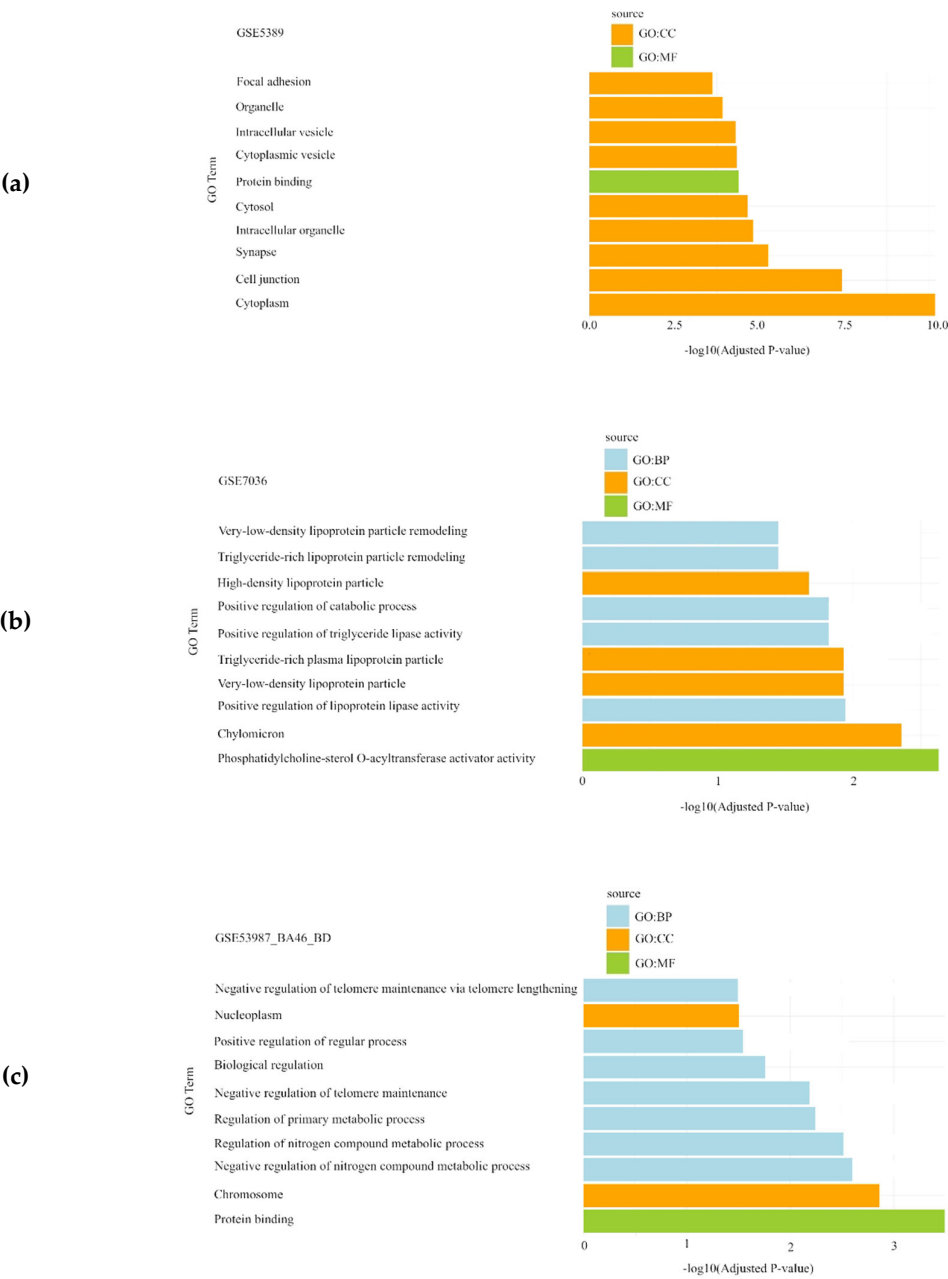 (a)
GSE5389
source
GO:CC
GO:MF
GO Term
Focal adhesion
Organelle
Intracellular vesicle
Cytoplasmic vesicle
Protein binding
Cytosol
Intracellular organelle
Synapse
Cell junction
Cytoplasm
0.0 2.5 5.0 7.5 10.0
-log10(Adjusted P-value)
(b)
GSE7036
source
GO:BP
GO:CC
GO:MF
GO Term
Very-low-density lipoprotein particle remodeling
Triglyceride-rich lipoprotein particle remodeling
High-density lipoprotein particle
Positive regulation of catabolic process
Positive regulation of triglyceride lipase activity
Triglyceride-rich plasma lipoprotein particle
Very-low-density lipoprotein particle
Positive regulation of lipoprotein lipase activity
Chylomicron
Phosphatidylcholine-sterol O-acyltransferase activator activity
0 1 2
-log10(Adjusted P-value)
(c)
GSE53987_BA46_BD
source
GO:BP
GO:CC
GO:MF
GO Term
Negative regulation of telomere maintenance via telomere lengthening
Nucleoplasm
Positive regulation of regular process
Biological regulation
Negative regulation of telomere maintenance
Regulation of primary metabolic process
Regulation of nitrogen compound metabolic process
Negative regulation of nitrogen compound metabolic process
Chromosome
Protein binding
0 1 2 3
-log10(Adjusted P-value)